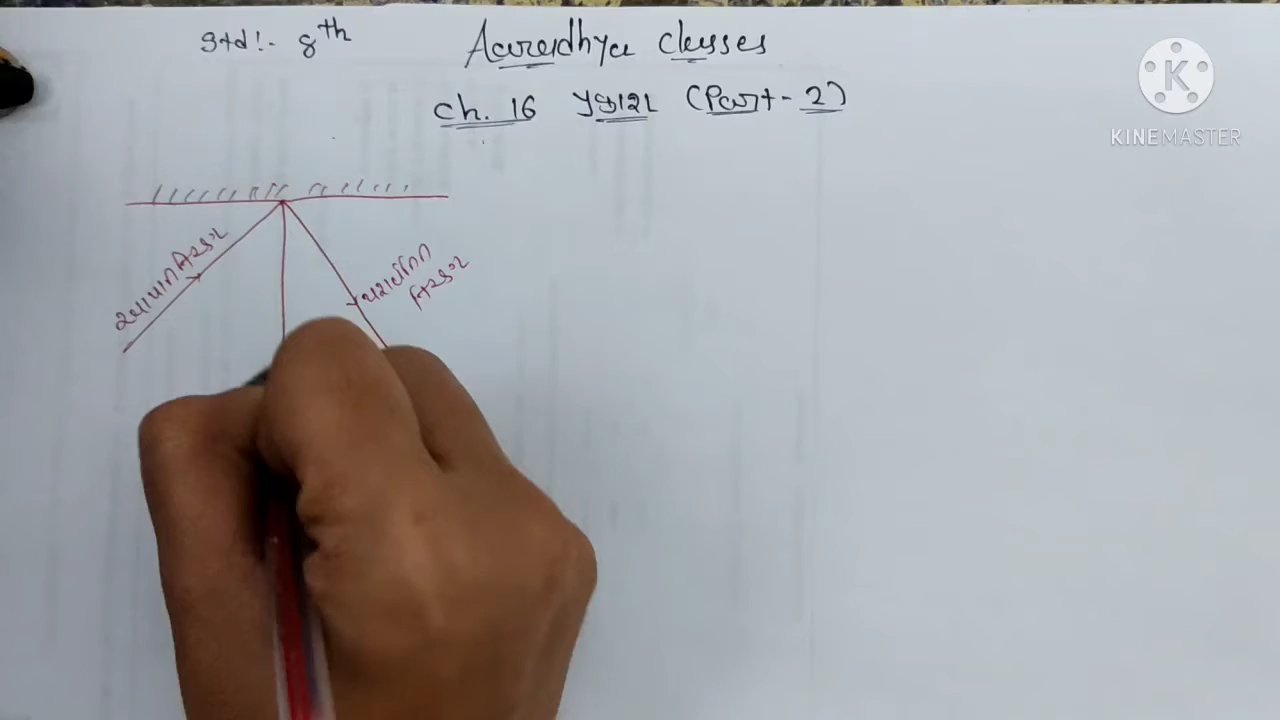 Std:- 8th
Aaradhya classes
Ch. 16 પ્રકાશ (Part - 2)
K
KINEMASTER
આપાતકિરણ
પરાવર્તિત
કિરણ